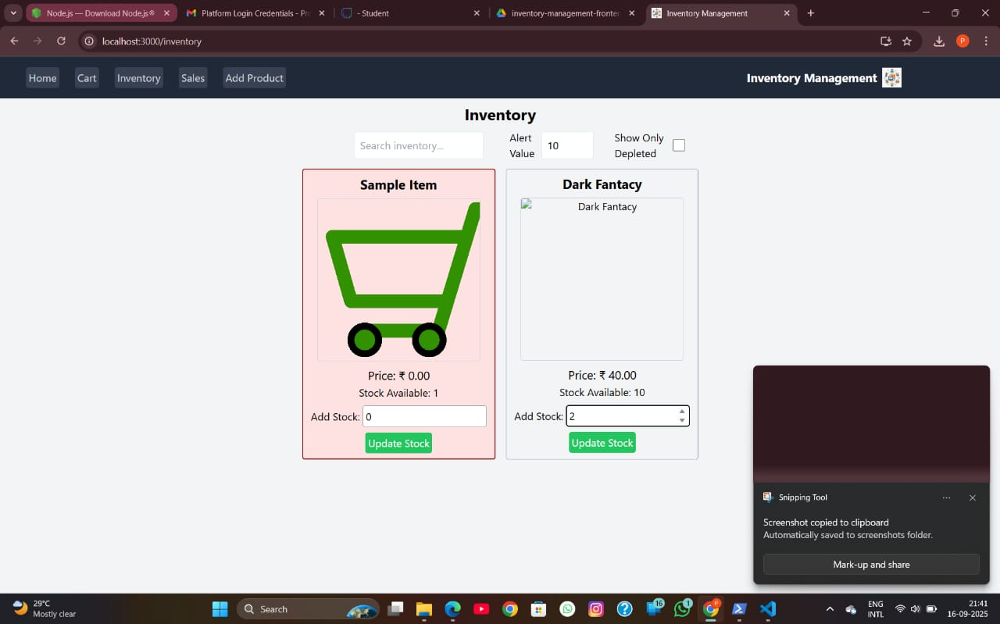 Node.js — Download Node.js®
Platform Login Credentials - Pr
- Student
inventory-management-fronter
Inventory Management
localhost:3000/inventory
P
Home
Cart
Inventory
Sales
Add Product
Inventory Management
Inventory
Search inventory...
Alert
Value
10
Show Only
Depleted
Sample Item
Price: ₹ 0.00
Stock Available: 1
Add Stock: 0
Update Stock
Dark Fantacy
Dark Fantacy
Price: ₹ 40.00
Stock Available: 10
Add Stock: 2
Update Stock
Snipping Tool
Screenshot copied to clipboard
Automatically saved to screenshots folder.
Mark-up and share
29°C
Mostly clear
Search
16
1
P
ENG
INTL
21:41
16-09-2025